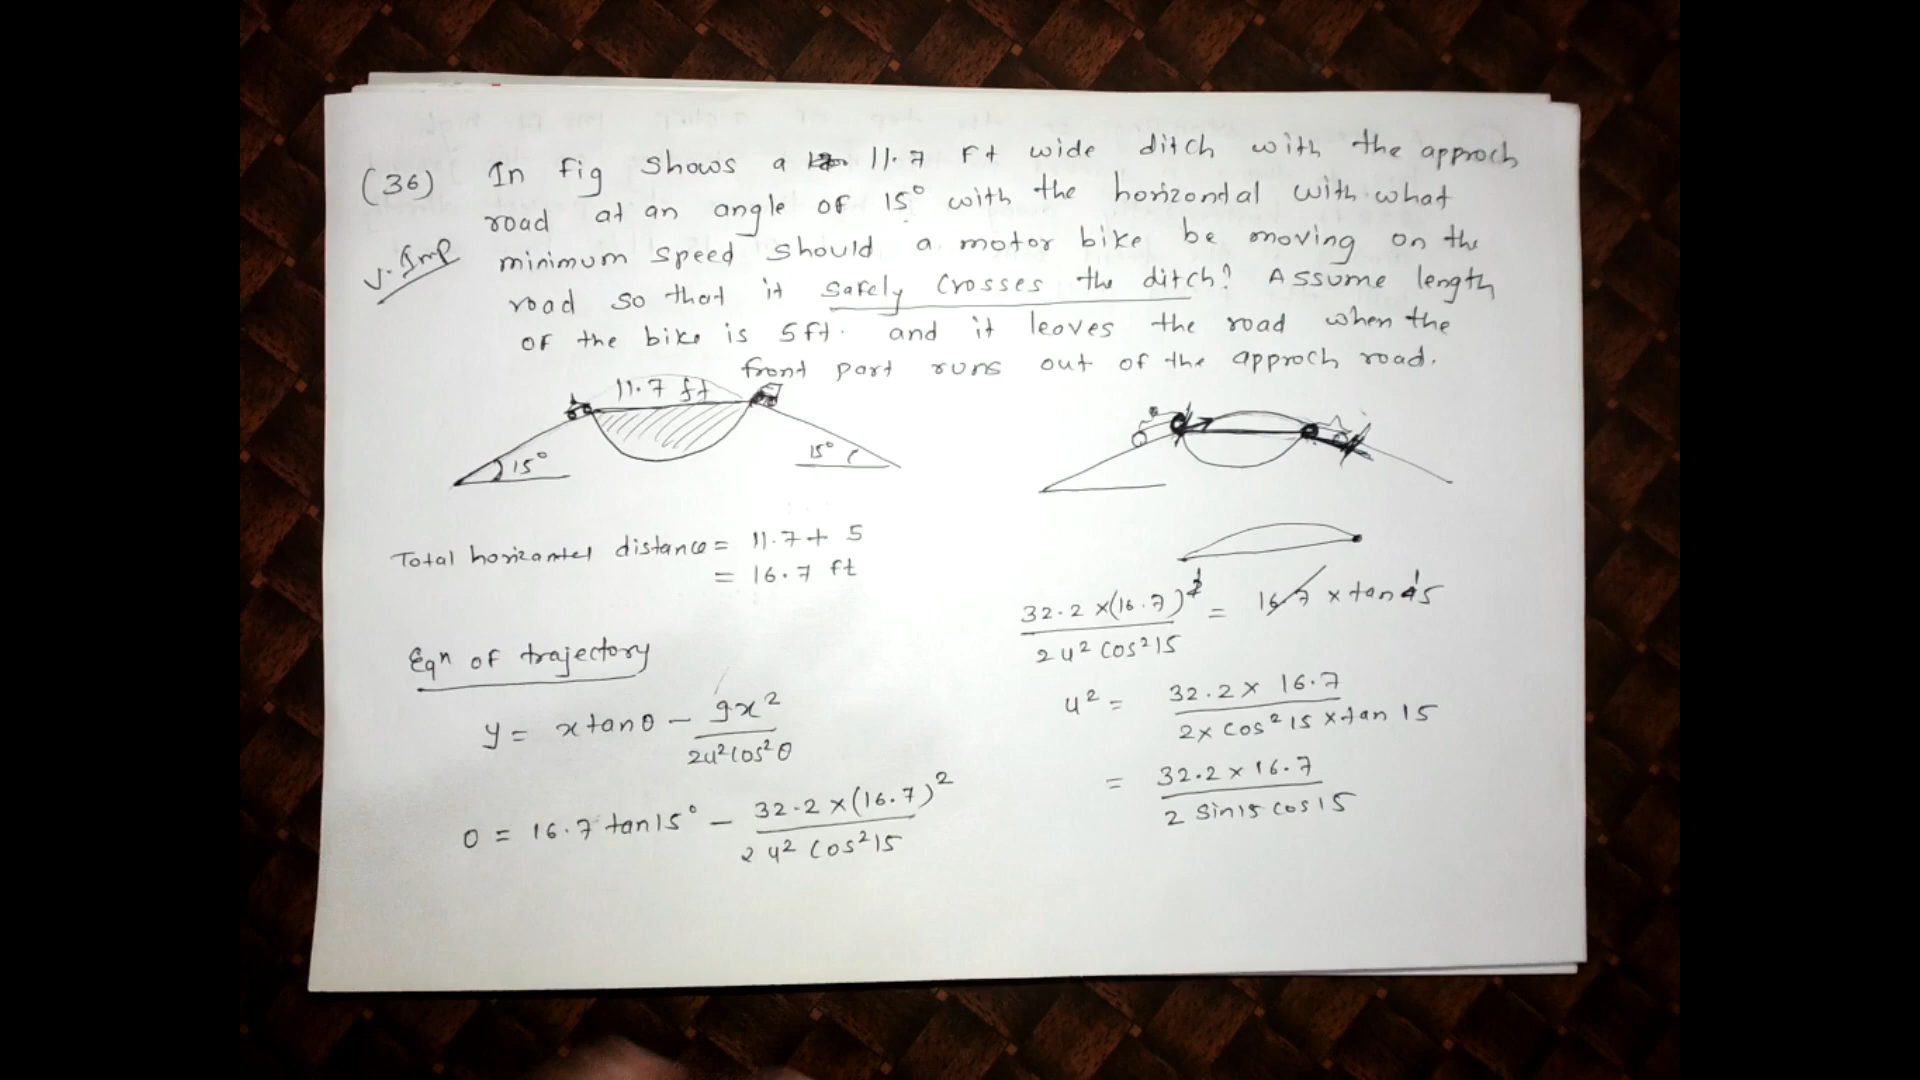 (36) In fig shows a 11.7 ft wide ditch with the approch
road at an angle of 15° with the horizontal with what
v. Imp
minimum speed should a motor bike be moving on the
road so that it safely crosses the ditch? Assume length
of the bike is 5ft. and it leaves the road when the
front part runs out of the approch road.
11.7 ft
15°
15°
Total horizontal distance = 11.7 + 5
= 16.7 ft
Eqn of trajectory
y = x tanθ - gx² / 2u² cos²θ
0 = 16.7 tan15° - 32.2 × (16.7)² / 2u² cos²15
32.2 × (16.7)² / 2u² cos²15 = 16.7 × tan 15
u² = 32.2 × 16.7 / 2× cos²15 × tan 15
= 32.2 × 16.7 / 2 sin15 cos15